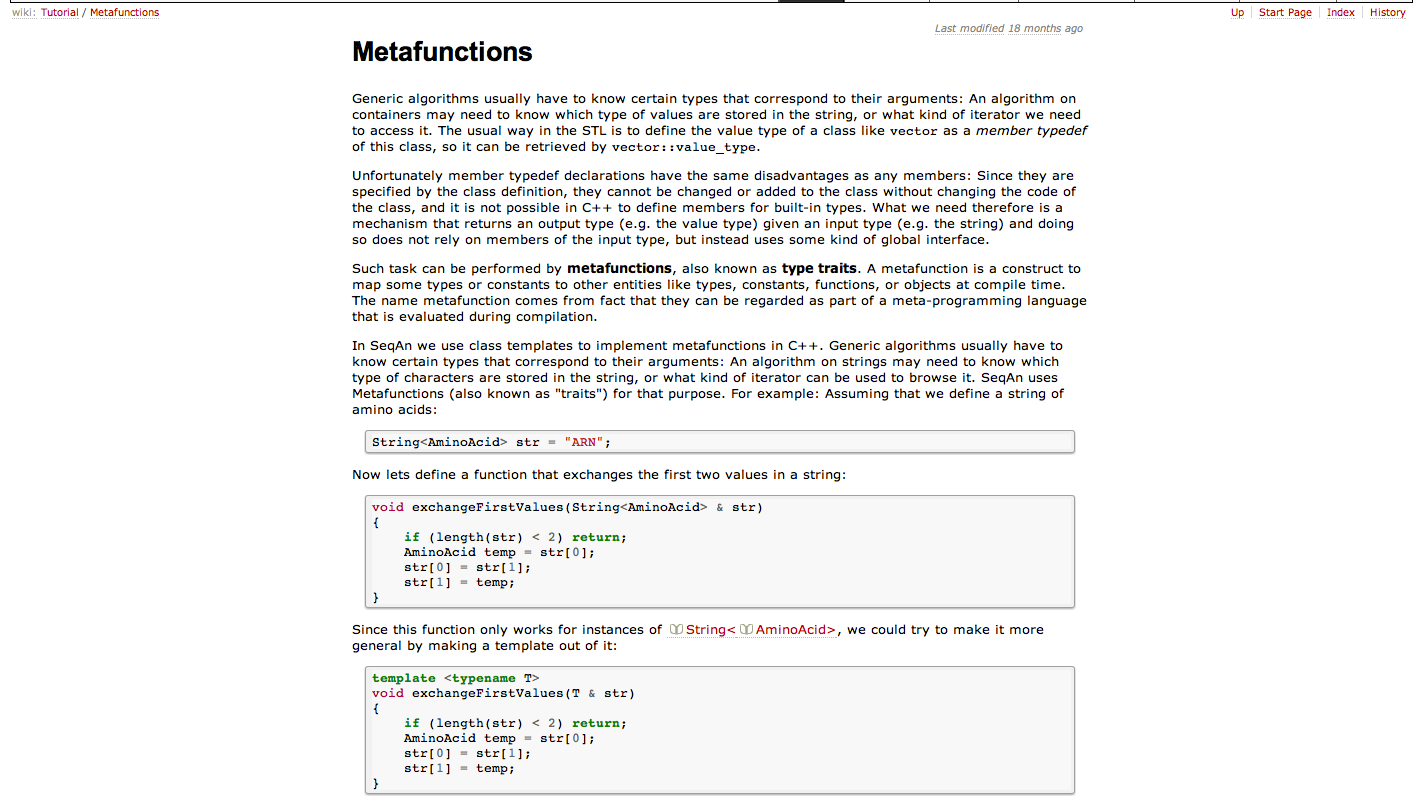 wiki: Tutorial / Metafunctions
Up Start Page Index History
Last modified 18 months ago
Metafunctions
Generic algorithms usually have to know certain types that correspond to their arguments: An algorithm on
containers may need to know which type of values are stored in the string, or what kind of iterator we need
to access it. The usual way in the STL is to define the value type of a class like vector as a member typedef
of this class, so it can be retrieved by vector::value_type.
Unfortunately member typedef declarations have the same disadvantages as any members: Since they are
specified by the class definition, they cannot be changed or added to the class without changing the code of
the class, and it is not possible in C++ to define members for built-in types. What we need therefore is a
mechanism that returns an output type (e.g. the value type) given an input type (e.g. the string) and doing
so does not rely on members of the input type, but instead uses some kind of global interface.
Such task can be performed by metafunctions, also known as type traits. A metafunction is a construct to
map some types or constants to other entities like types, constants, functions, or objects at compile time.
The name metafunction comes from fact that they can be regarded as part of a meta-programming language
that is evaluated during compilation.
In SeqAn we use class templates to implement metafunctions in C++. Generic algorithms usually have to
know certain types that correspond to their arguments: An algorithm on strings may need to know which
type of characters are stored in the string, or what kind of iterator can be used to browse it. SeqAn uses
Metafunctions (also known as "traits") for that purpose. For example: Assuming that we define a string of
amino acids:
String<AminoAcid> str = "ARN";
Now lets define a function that exchanges the first two values in a string:
void exchangeFirstValues(String<AminoAcid> & str)
{
    if (length(str) < 2) return;
    AminoAcid temp = str[0];
    str[0] = str[1];
    str[1] = temp;
}
Since this function only works for instances of String< AminoAcid>, we could try to make it more
general by making a template out of it:
template <typename T>
void exchangeFirstValues(T & str)
{
    if (length(str) < 2) return;
    AminoAcid temp = str[0];
    str[0] = str[1];
    str[1] = temp;
}